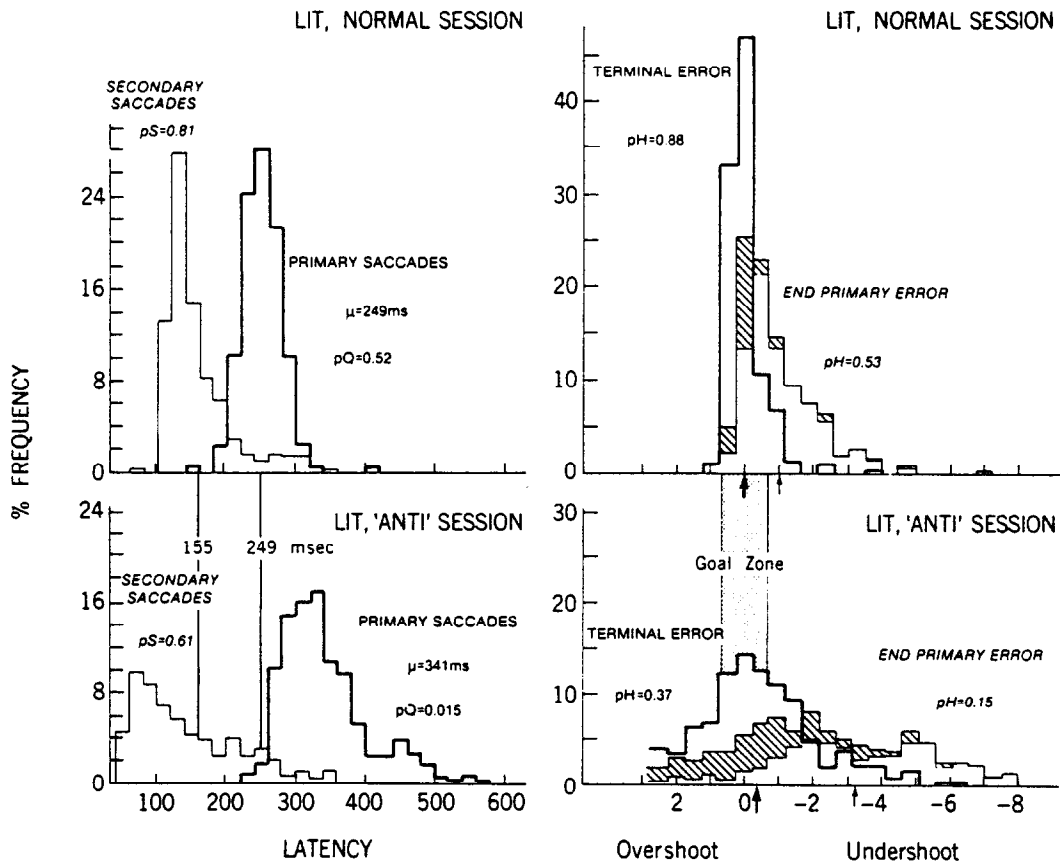 LIT, NORMAL SESSION
SECONDARY
SACCADES
pS=0.81
24
16
8
0
PRIMARY SACCADES
μ=249ms
pQ=0.52
LIT, NORMAL SESSION
TERMINAL ERROR
pH=0.88
40
30
20
10
0
END PRIMARY ERROR
pH=0.53
% FREQUENCY
LIT, 'ANTI' SESSION
155 249 msec
SECONDARY
SACCADES
pS=0.61
24
16
8
0
PRIMARY SACCADES
μ=341ms
pQ=0.015
100 200 300 400 500 600
LATENCY
LIT, 'ANTI' SESSION
Goal Zone
30
20
10
0
TERMINAL ERROR
pH=0.37
END PRIMARY ERROR
pH=0.15
2 0 -2 -4 -6 -8
Overshoot Undershoot